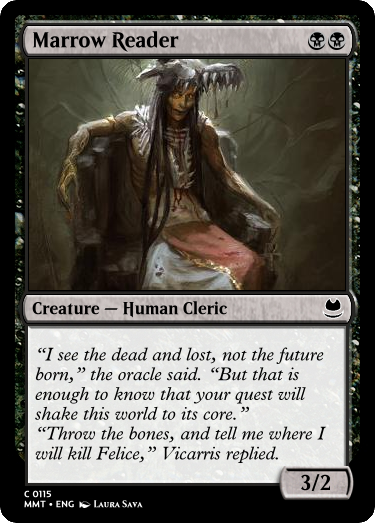 Marrow Reader
Creature — Human Cleric
“I see the dead and lost, not the future
born,” the oracle said. “But that is
enough to know that your quest will
shake this world to its core.”
“Throw the bones, and tell me where I
will kill Felice,” Vicarris replied.
3/2
C 0115
MMT • ENG Laura Sava